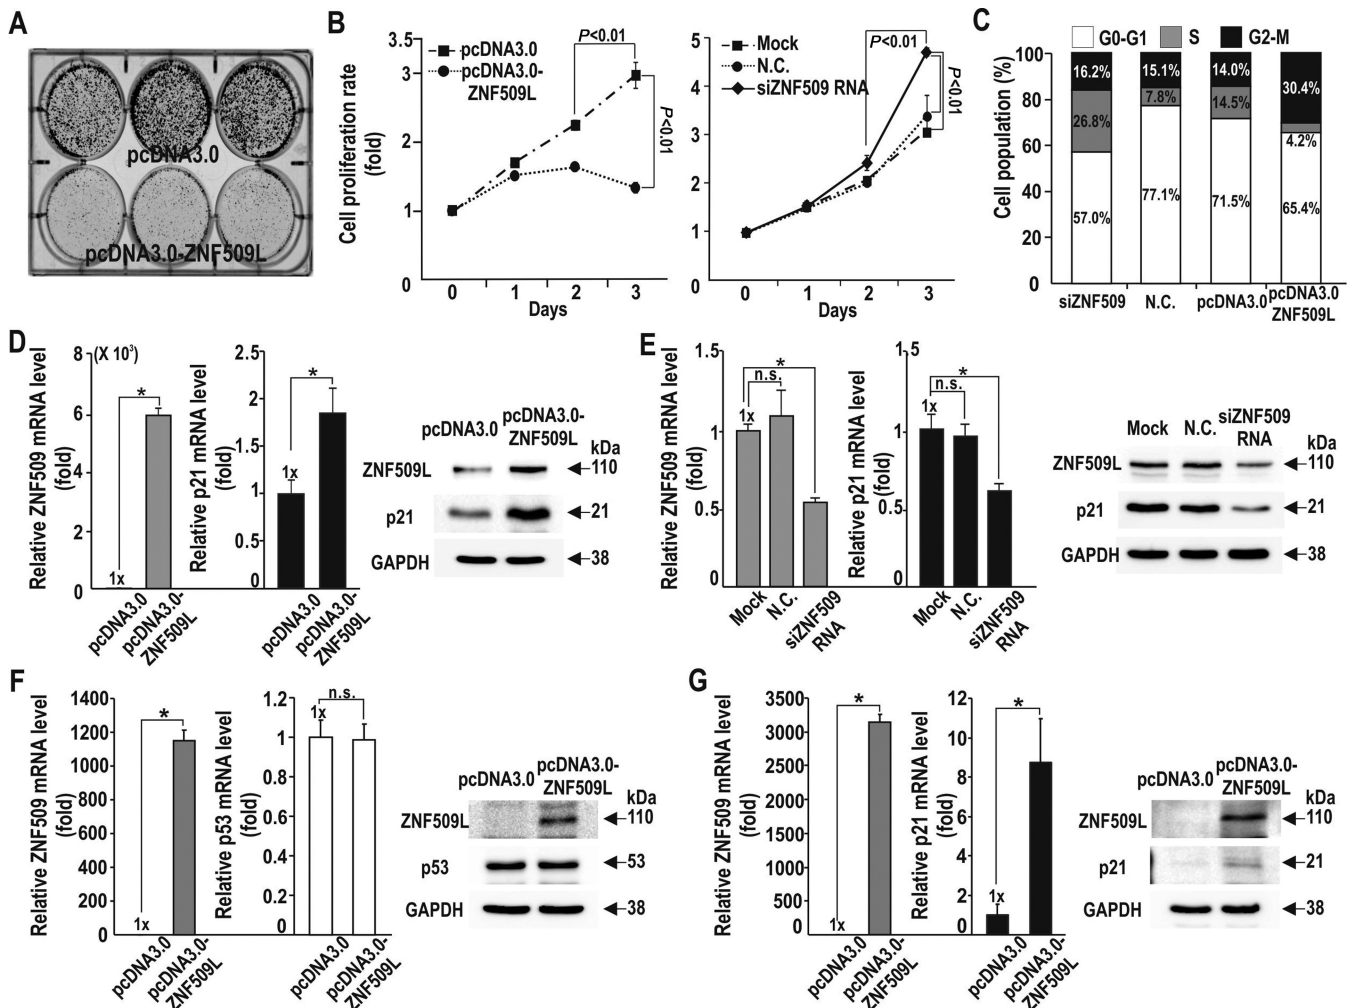 A
pcDNA3.0
pcDNA3.0-ZNF509L
B
Cell proliferation rate
(fold)
3.5
3
2
1
0
pcDNA3.0
pcDNA3.0-
ZNF509L
P<0.01
P<0.01
0 1 2 3
Days
5
4
3
2
1
0
Mock
N.C.
siZNF509 RNA
P<0.01
P<0.01
0 1 2 3
Days
C
G0-G1 S G2-M
Cell population (%)
100
80
60
40
20
0
16.2% 15.1% 14.0% 30.4%
26.8% 7.8% 14.5% 4.2%
57.0% 77.1% 71.5% 65.4%
siZNF509 N.C. pcDNA3.0 pcDNA3.0
ZNF509L
D
Relative ZNF509 mRNA level
(fold)
8
6
4
2
0
(X 10³)
*
1x
pcDNA3.0
pcDNA3.0-
ZNF509L
Relative p21 mRNA level
(fold)
2.5
2
1.5
1
0.5
0
*
1x
pcDNA3.0
pcDNA3.0-
ZNF509L
pcDNA3.0
pcDNA3.0-
ZNF509L
kDa
ZNF509L 110
p21 21
GAPDH 38
E
Relative ZNF509 mRNA level
(fold)
1.5
1
0.5
0
*
n.s.
1x
Mock
N.C.
siZNF509
RNA
Relative p21 mRNA level
(fold)
1.5
1
0.5
0
*
n.s.
1x
Mock
N.C.
siZNF509
RNA
Mock N.C. siZNF509
RNA
kDa
ZNF509L 110
p21 21
GAPDH 38
F
Relative ZNF509 mRNA level
(fold)
1400
1200
1000
800
600
400
200
0
*
1x
pcDNA3.0
pcDNA3.0-
ZNF509L
Relative p53 mRNA level
(fold)
1.2
1
0.8
0.6
0.4
0.2
0
n.s.
1x
pcDNA3.0
pcDNA3.0-
ZNF509L
pcDNA3.0
pcDNA3.0-
ZNF509L
kDa
ZNF509L 110
p53 53
GAPDH 38
G
Relative ZNF509 mRNA level
(fold)
3500
3000
2500
2000
1500
1000
500
0
*
1x
pcDNA3.0
pcDNA3.0-
ZNF509L
Relative p21 mRNA level
(fold)
12
10
8
6
4
2
0
*
1x
pcDNA3.0
pcDNA3.0-
ZNF509L
pcDNA3.0
pcDNA3.0-
ZNF509L
kDa
ZNF509L 110
p21 21
GAPDH 38